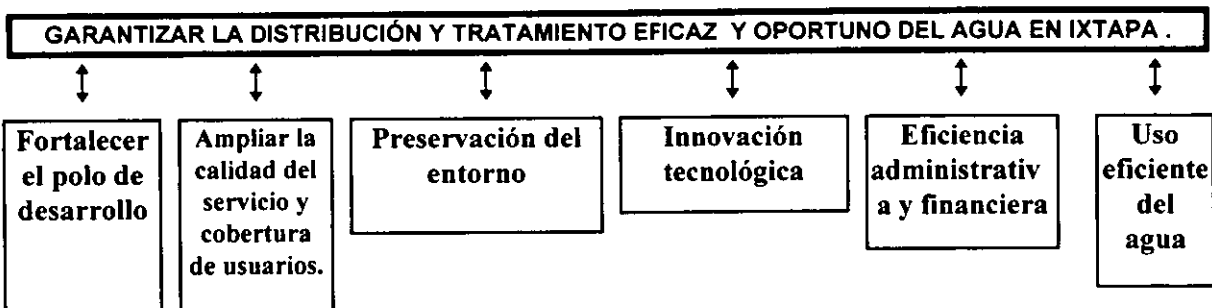 GARANTIZAR LA DISTRIBUCIÓN Y TRATAMIENTO EFICAZ Y OPORTUNO DEL AGUA EN IXTAPA .
Fortalecer
el polo de
desarrollo
Ampliar la
calidad del
servicio y
cobertura
de usuarios.
Preservación del
entorno
Innovación
tecnológica
Eficiencia
administrativ
a y financiera
Uso
eficiente
del
agua